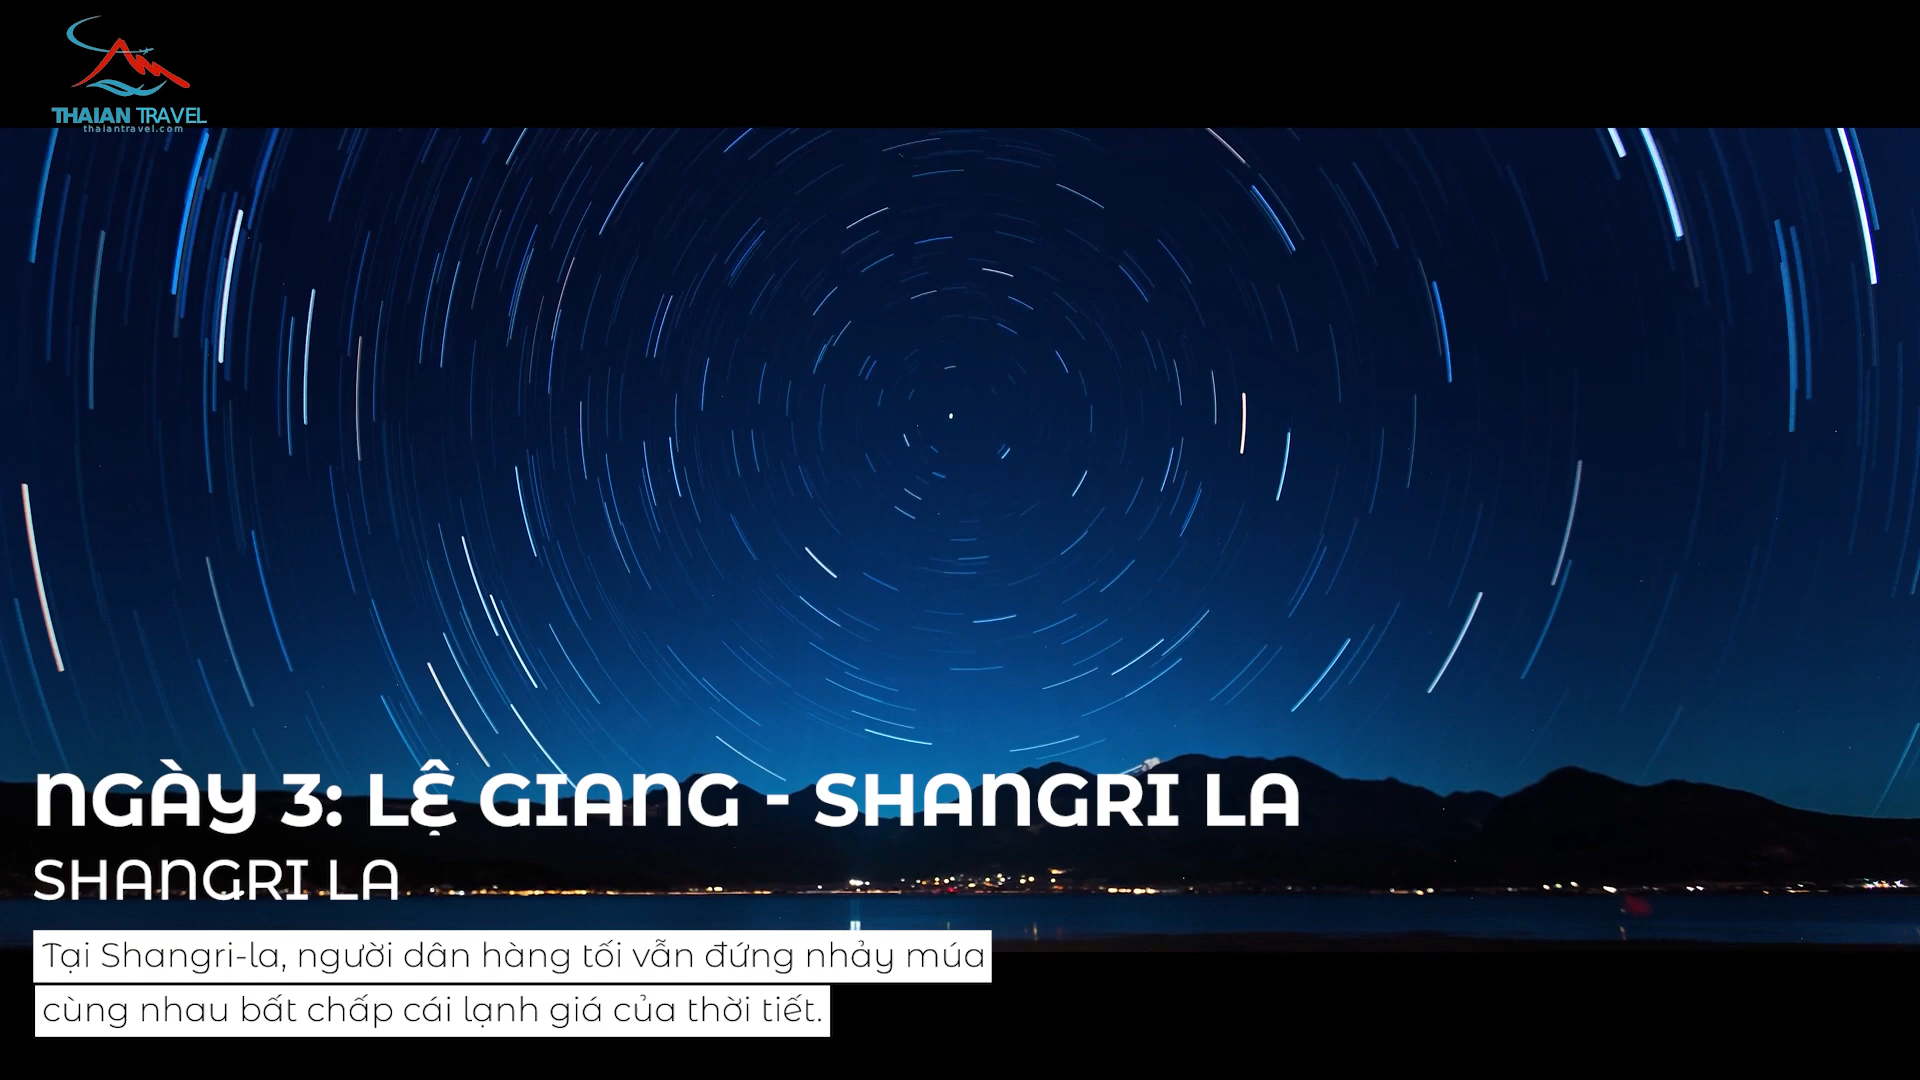 THAIAN TRAVEL
thaiantravel.com
NGÀY 3: LỆ GIANG - SHANGRI LA
SHANGRI LA
Tại Shangri-la, người dân hàng tối vẫn đứng nhảy múa
cùng nhau bất chấp cái lạnh giá của thời tiết.